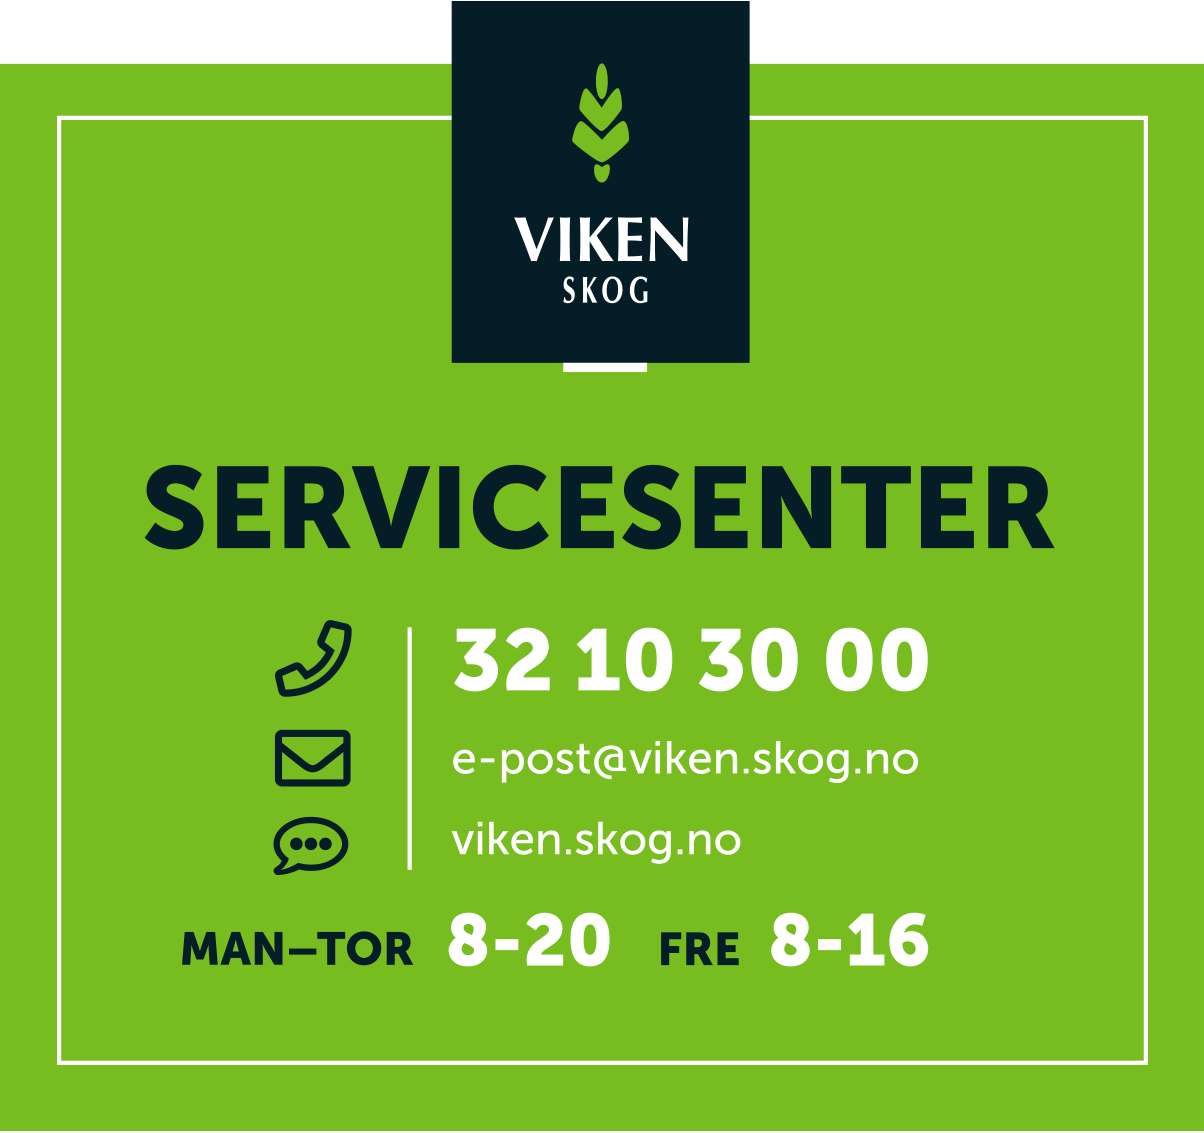 VIKEN
SKOG
SERVICESENTER
32 10 30 00
e-post@viken.skog.no
viken.skog.no
MAN–TOR 8-20 FRE 8-16